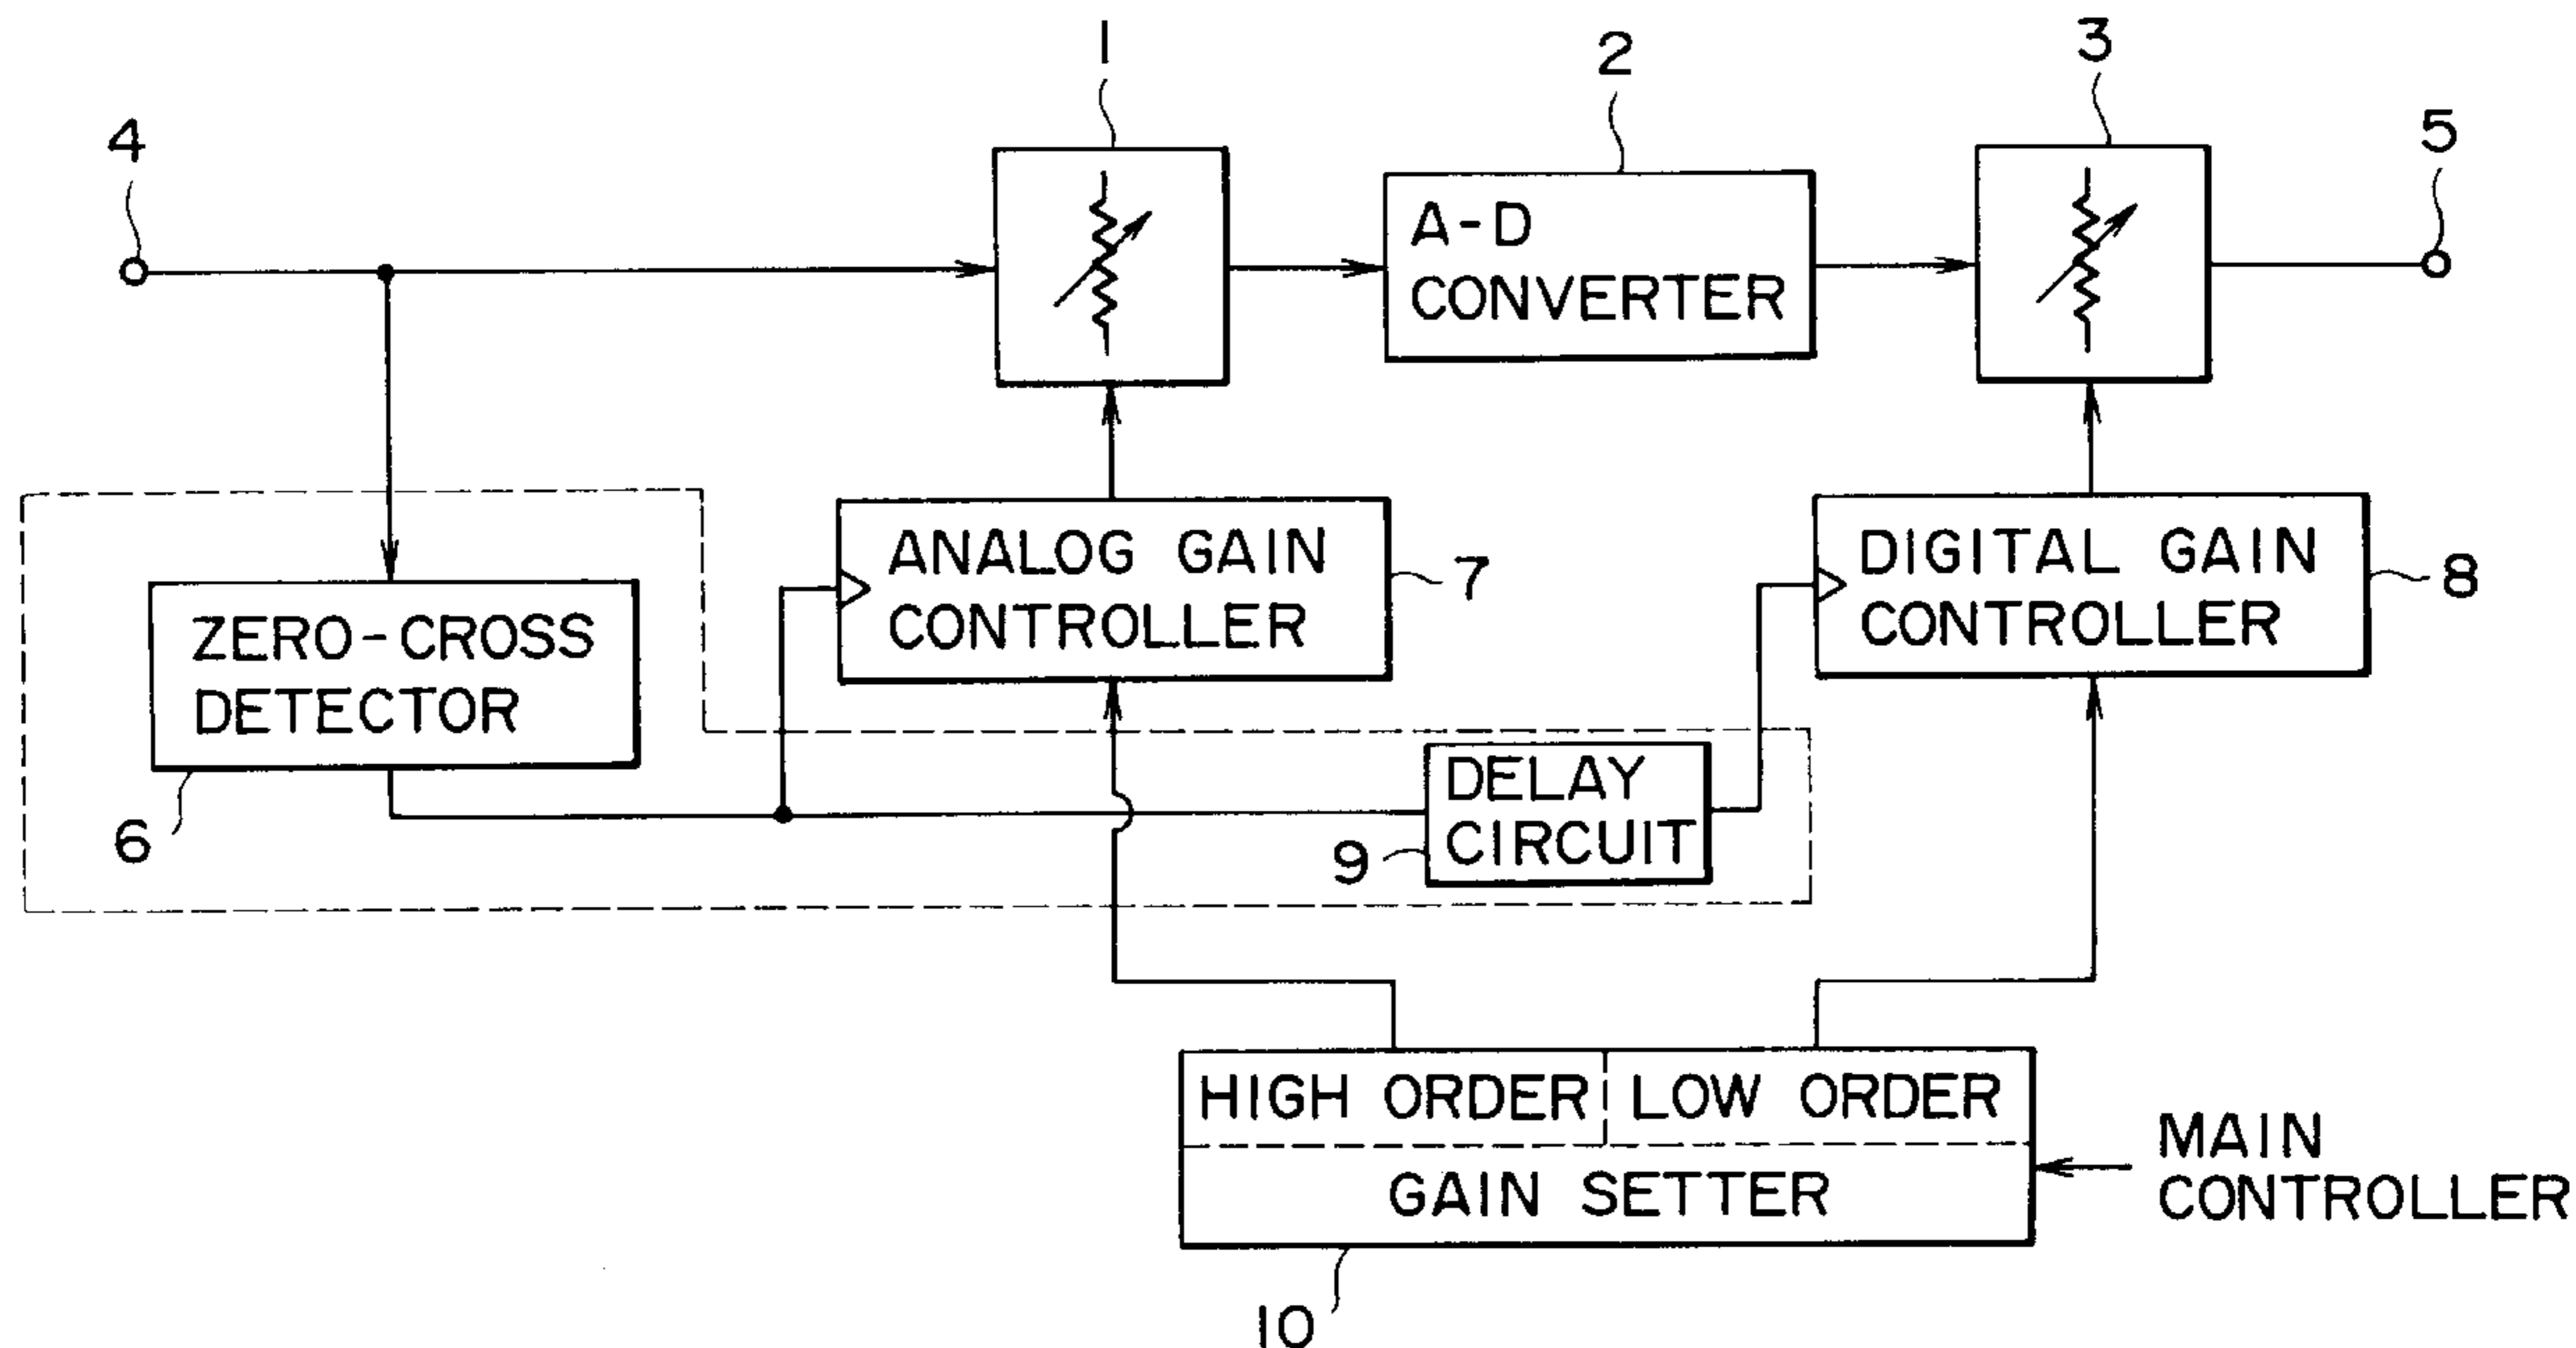 1
2
3
4
5
A-D
CONVERTER
ANALOG GAIN
CONTROLLER
7
DIGITAL GAIN
CONTROLLER
8
ZERO-CROSS
DETECTOR
6
DELAY
CIRCUIT
9
HIGH ORDER
LOW ORDER
GAIN SETTER
MAIN
CONTROLLER
10